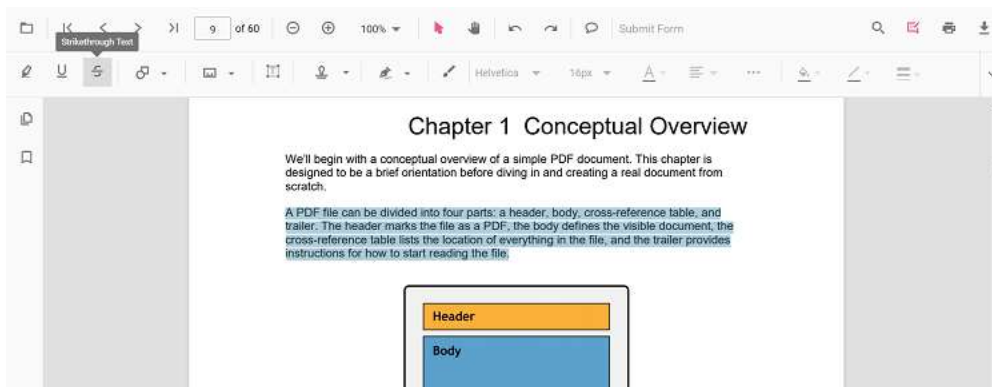 9 of 60 100% Submit Form
Strikethrough Text
Helvetica 16px
Chapter 1 Conceptual Overview
We'll begin with a conceptual overview of a simple PDF document. This chapter is
designed to be a brief orientation before diving in and creating a real document from
scratch.
A PDF file can be divided into four parts: a header, body, cross-reference table, and
trailer. The header marks the file as a PDF, the body defines the visible document, the
cross-reference table lists the location of everything in the file, and the trailer provides
instructions for how to start reading the file.
Header
Body